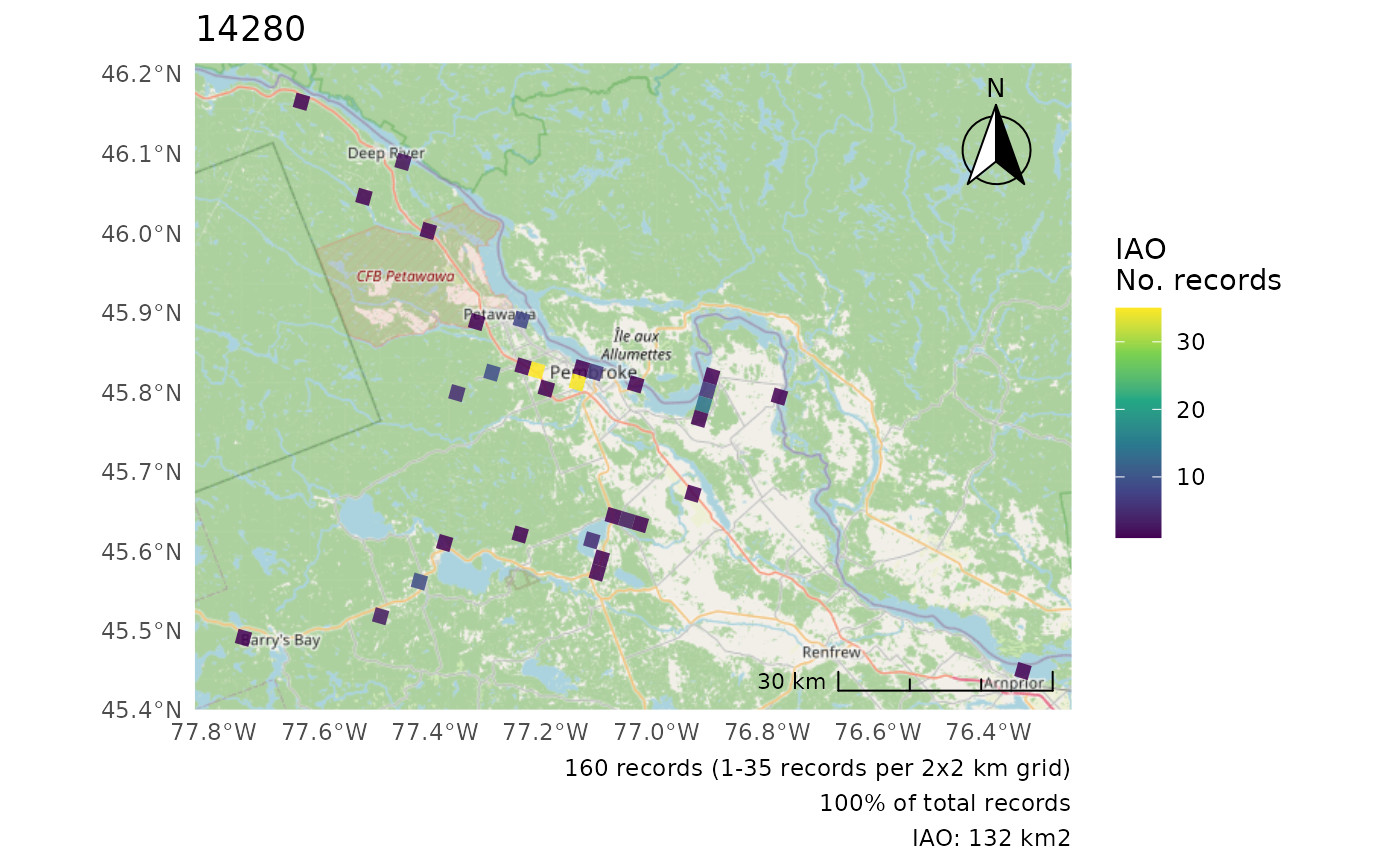 14280
46.2°N
46.1°N
46.0°N
45.9°N
45.8°N
45.7°N
45.6°N
45.5°N
45.4°N
N
Deep River
CFB Petawawa
Petawawa
Île aux
Allumettes
Pembroke
Barry's Bay
Renfrew
30 km
Arnprior
77.8°W 77.6°W 77.4°W 77.2°W 77.0°W 76.8°W 76.6°W 76.4°W
IAO
No. records
30
20
10
160 records (1-35 records per 2x2 km grid)
100% of total records
IAO: 132 km2